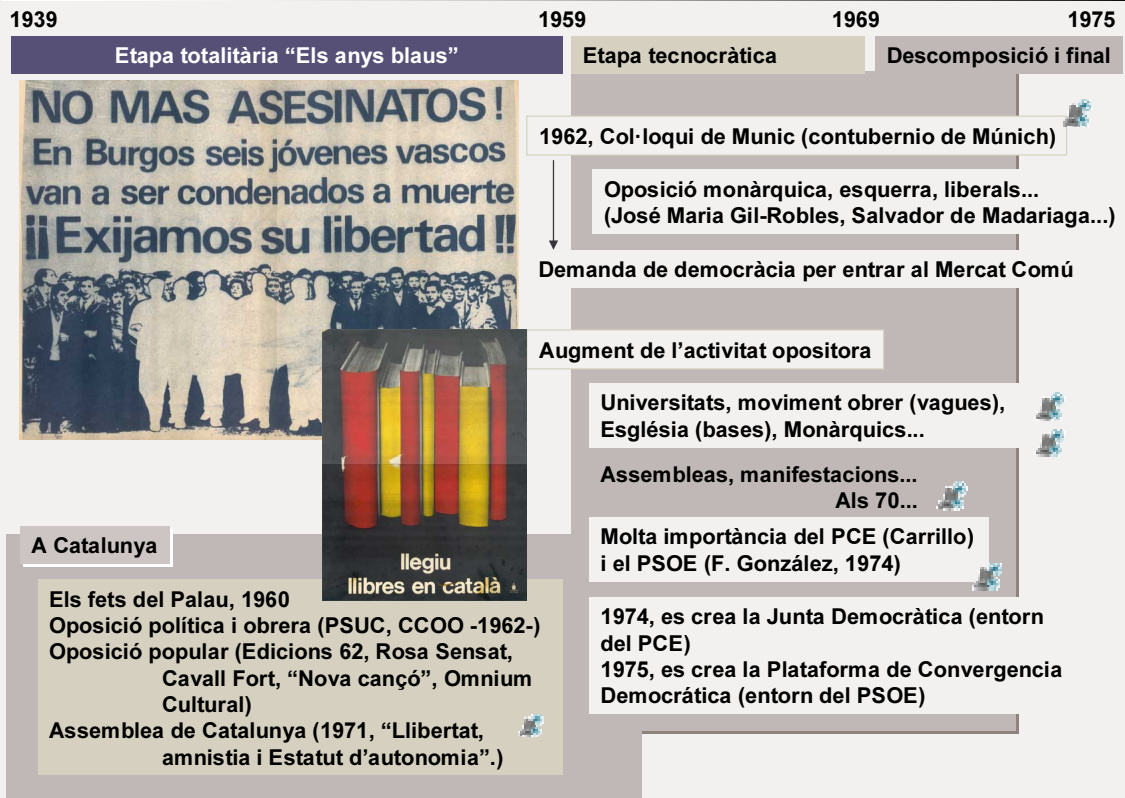 1939
1959
1969
1975
Etapa totalitària “Els anys blaus”
Etapa tecnocràtica
Descomposició i final
NO MAS ASESINATOS !
En Burgos seis jóvenes vascos
van a ser condenados a muerte
¡¡Exijamos su libertad !!
1962, Col·loqui de Munic (contubernio de Múnich)
Oposició monàrquica, esquerra, liberals...
(José Maria Gil-Robles, Salvador de Madariaga...)
Demanda de democràcia per entrar al Mercat Comú
Augment de l’activitat opositora
Universitats, moviment obrer (vagues),
Església (bases), Monàrquics...
Assembleas, manifestacions...
Als 70...
Molta importància del PCE (Carrillo)
i el PSOE (F. González, 1974)
1974, es crea la Junta Democràtica (entorn
del PCE)
1975, es crea la Plataforma de Convergencia
Democrática (entorn del PSOE)
llegiu
llibres en català
A Catalunya
Els fets del Palau, 1960
Oposició política i obrera (PSUC, CCOO -1962-)
Oposició popular (Edicions 62, Rosa Sensat,
Cavall Fort, “Nova cançó”, Omnium
Cultural)
Assemblea de Catalunya (1971, “Llibertat,
amnistia i Estatut d’autonomia”.)